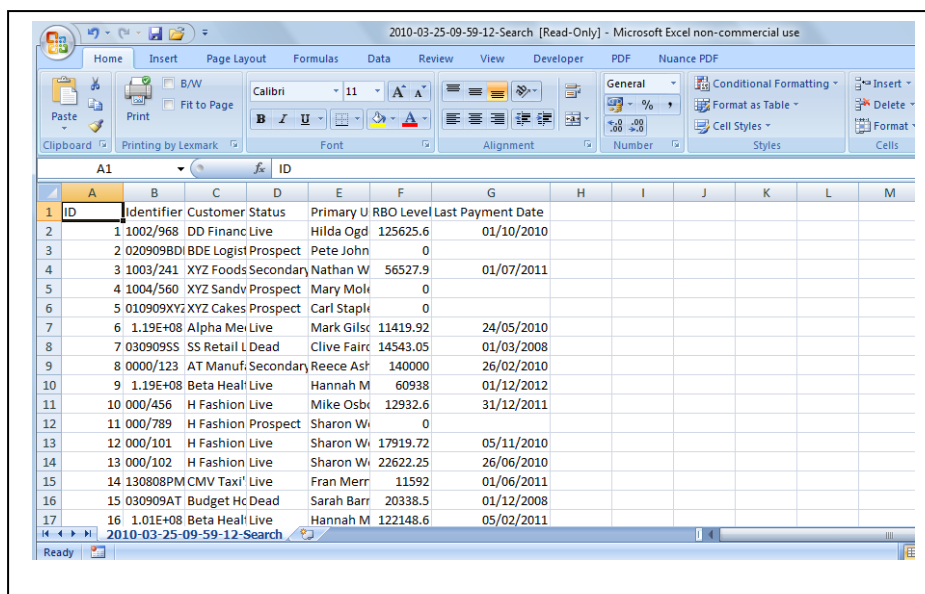 2010-03-25-09-59-12-Search [Read-Only] - Microsoft Excel non-commercial use
Home Insert Page Layout Formulas Data Review View Developer PDF Nuance PDF
B/W Calibri 11 A A General Conditional Formatting Insert
Paste Print Fit to Page % , Format as Table Delete
B I U A .0 .00 .00 .0 Cell Styles Format
Clipboard Printing by Lexmark Font Alignment Number Styles Cells
A1 fx ID
A B C D E F G H I J K L M
1 ID Identifier Customer Status Primary U RBO Level Last Payment Date
2 1 1002/968 DD Financ Live Hilda Ogd 125625.6 01/10/2010
3 2 020909BDI BDE Logist Prospect Pete John 0
4 3 1003/241 XYZ Foods Secondary Nathan W 56527.9 01/07/2011
5 4 1004/560 XYZ Sandv Prospect Mary Mole 0
6 5 010909XYZ XYZ Cakes Prospect Carl Staple 0
7 6 1.19E+08 Alpha Me Live Mark Gilso 11419.92 24/05/2010
8 7 030909SS SS Retail L Dead Clive Fairc 14543.05 01/03/2008
9 8 0000/123 AT Manufa Secondary Reece Ash 140000 26/02/2010
10 9 1.19E+08 Beta Healt Live Hannah M 60938 01/12/2012
11 10 000/456 H Fashion Live Mike Osbo 12932.6 31/12/2011
12 11 000/789 H Fashion Prospect Sharon W 0
13 12 000/101 H Fashion Live Sharon W 17919.72 05/11/2010
14 13 000/102 H Fashion Live Sharon W 22622.25 26/06/2010
15 14 130808PM CMV Taxi' Live Fran Merr 11592 01/06/2011
16 15 030909AT Budget Ho Dead Sarah Barr 20338.5 01/12/2008
17 16 1.01E+08 Beta Healt Live Hannah M 122148.6 05/02/2011
2010-03-25-09-59-12-Search
Ready